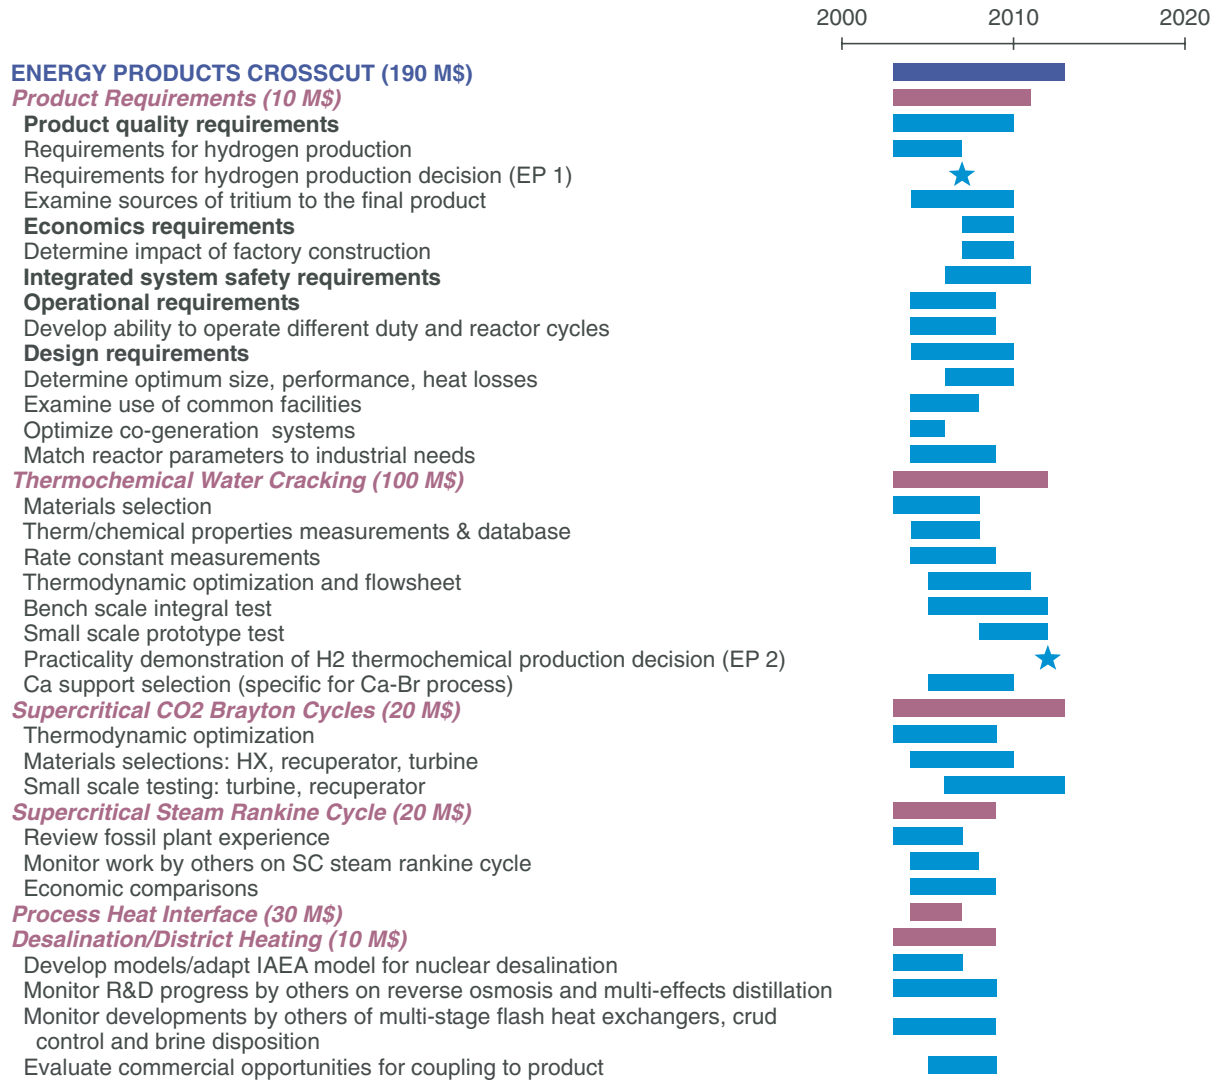 2000 2010 2020
ENERGY PRODUCTS CROSSCUT (190 M$)
Product Requirements (10 M$)
Product quality requirements
Requirements for hydrogen production
Requirements for hydrogen production decision (EP 1)
Examine sources of tritium to the final product
Economics requirements
Determine impact of factory construction
Integrated system safety requirements
Operational requirements
Develop ability to operate different duty and reactor cycles
Design requirements
Determine optimum size, performance, heat losses
Examine use of common facilities
Optimize co-generation systems
Match reactor parameters to industrial needs
Thermochemical Water Cracking (100 M$)
Materials selection
Therm/chemical properties measurements & database
Rate constant measurements
Thermodynamic optimization and flowsheet
Bench scale integral test
Small scale prototype test
Practicality demonstration of H2 thermochemical production decision (EP 2)
Ca support selection (specific for Ca-Br process)
Supercritical CO2 Brayton Cycles (20 M$)
Thermodynamic optimization
Materials selections: HX, recuperator, turbine
Small scale testing: turbine, recuperator
Supercritical Steam Rankine Cycle (20 M$)
Review fossil plant experience
Monitor work by others on SC steam rankine cycle
Economic comparisons
Process Heat Interface (30 M$)
Desalination/District Heating (10 M$)
Develop models/adapt IAEA model for nuclear desalination
Monitor R&D progress by others on reverse osmosis and multi-effects distillation
Monitor developments by others of multi-stage flash heat exchangers, crud
control and brine disposition
Evaluate commercial opportunities for coupling to product